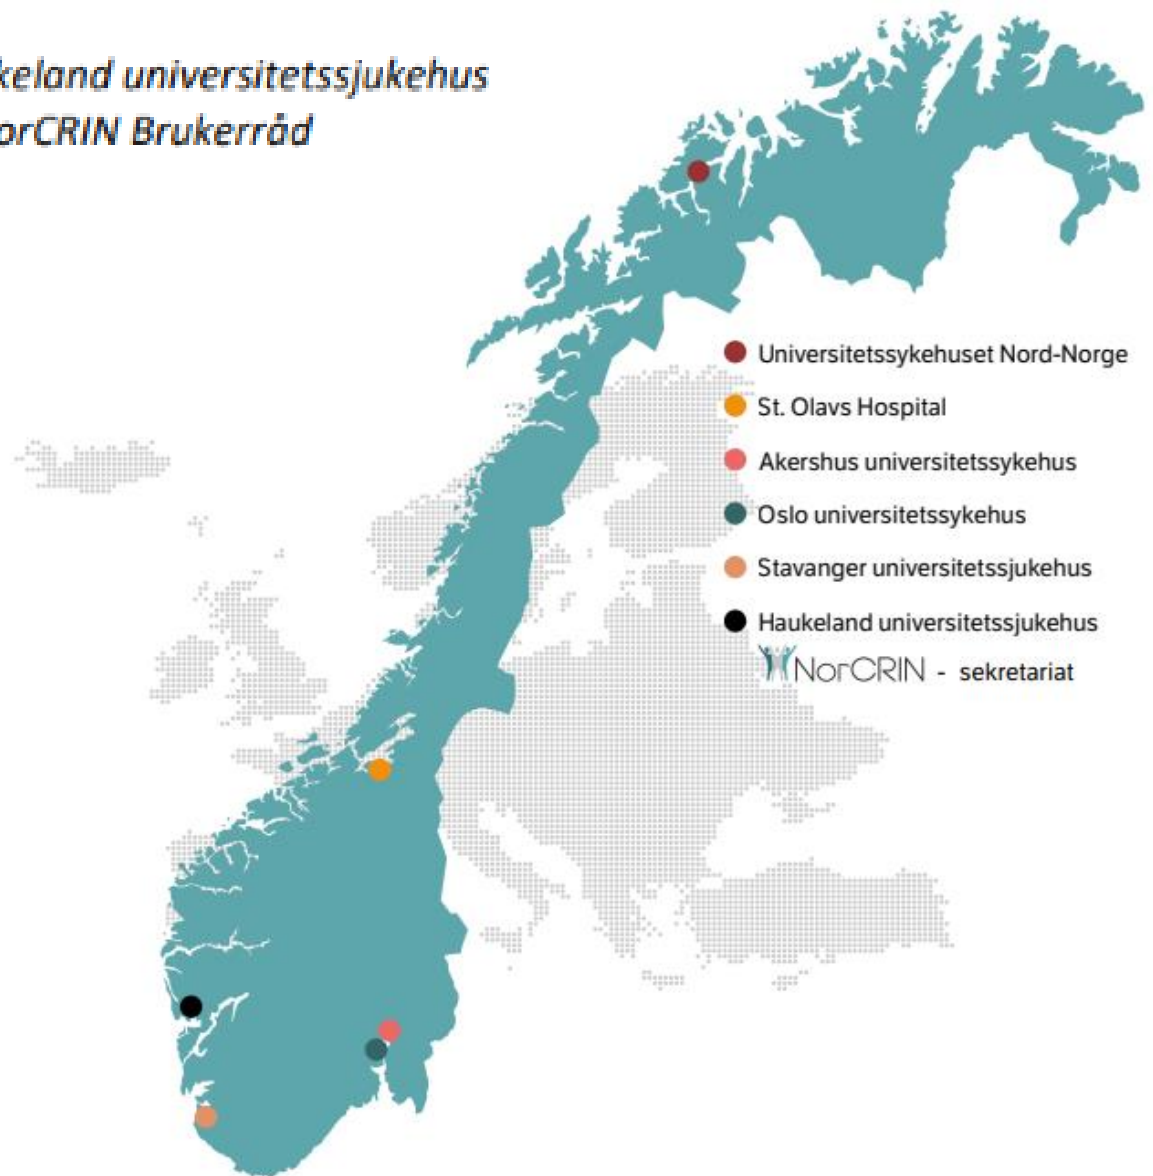 keland universitetssjukehus
orCRIN Brukerråd
Universitetssykehuset Nord-Norge
St. Olavs Hospital
Akershus universitetssykehus
Oslo universitetssykehus
Stavanger universitetssjukehus
Haukeland universitetssjukehus
NorCRIN - sekretariat